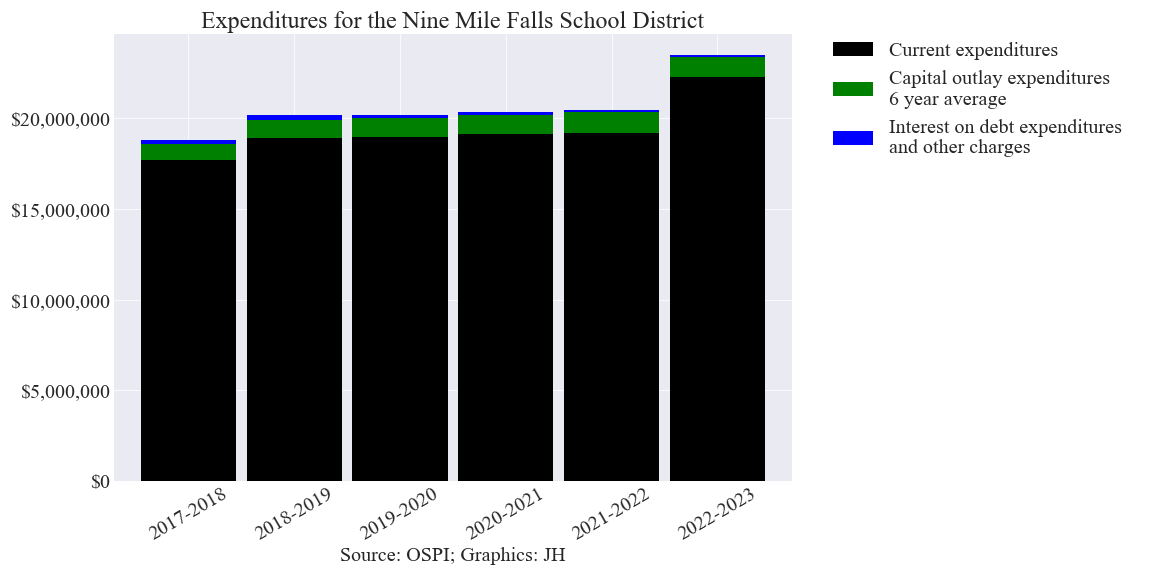 Expenditures for the Nine Mile Falls School District
Current expenditures
Capital outlay expenditures
6 year average
Interest on debt expenditures
and other charges
$20,000,000
$15,000,000
$10,000,000
$5,000,000
$0
2017-2018
2018-2019
2019-2020
2020-2021
2021-2022
2022-2023
Source: OSPI; Graphics: JH